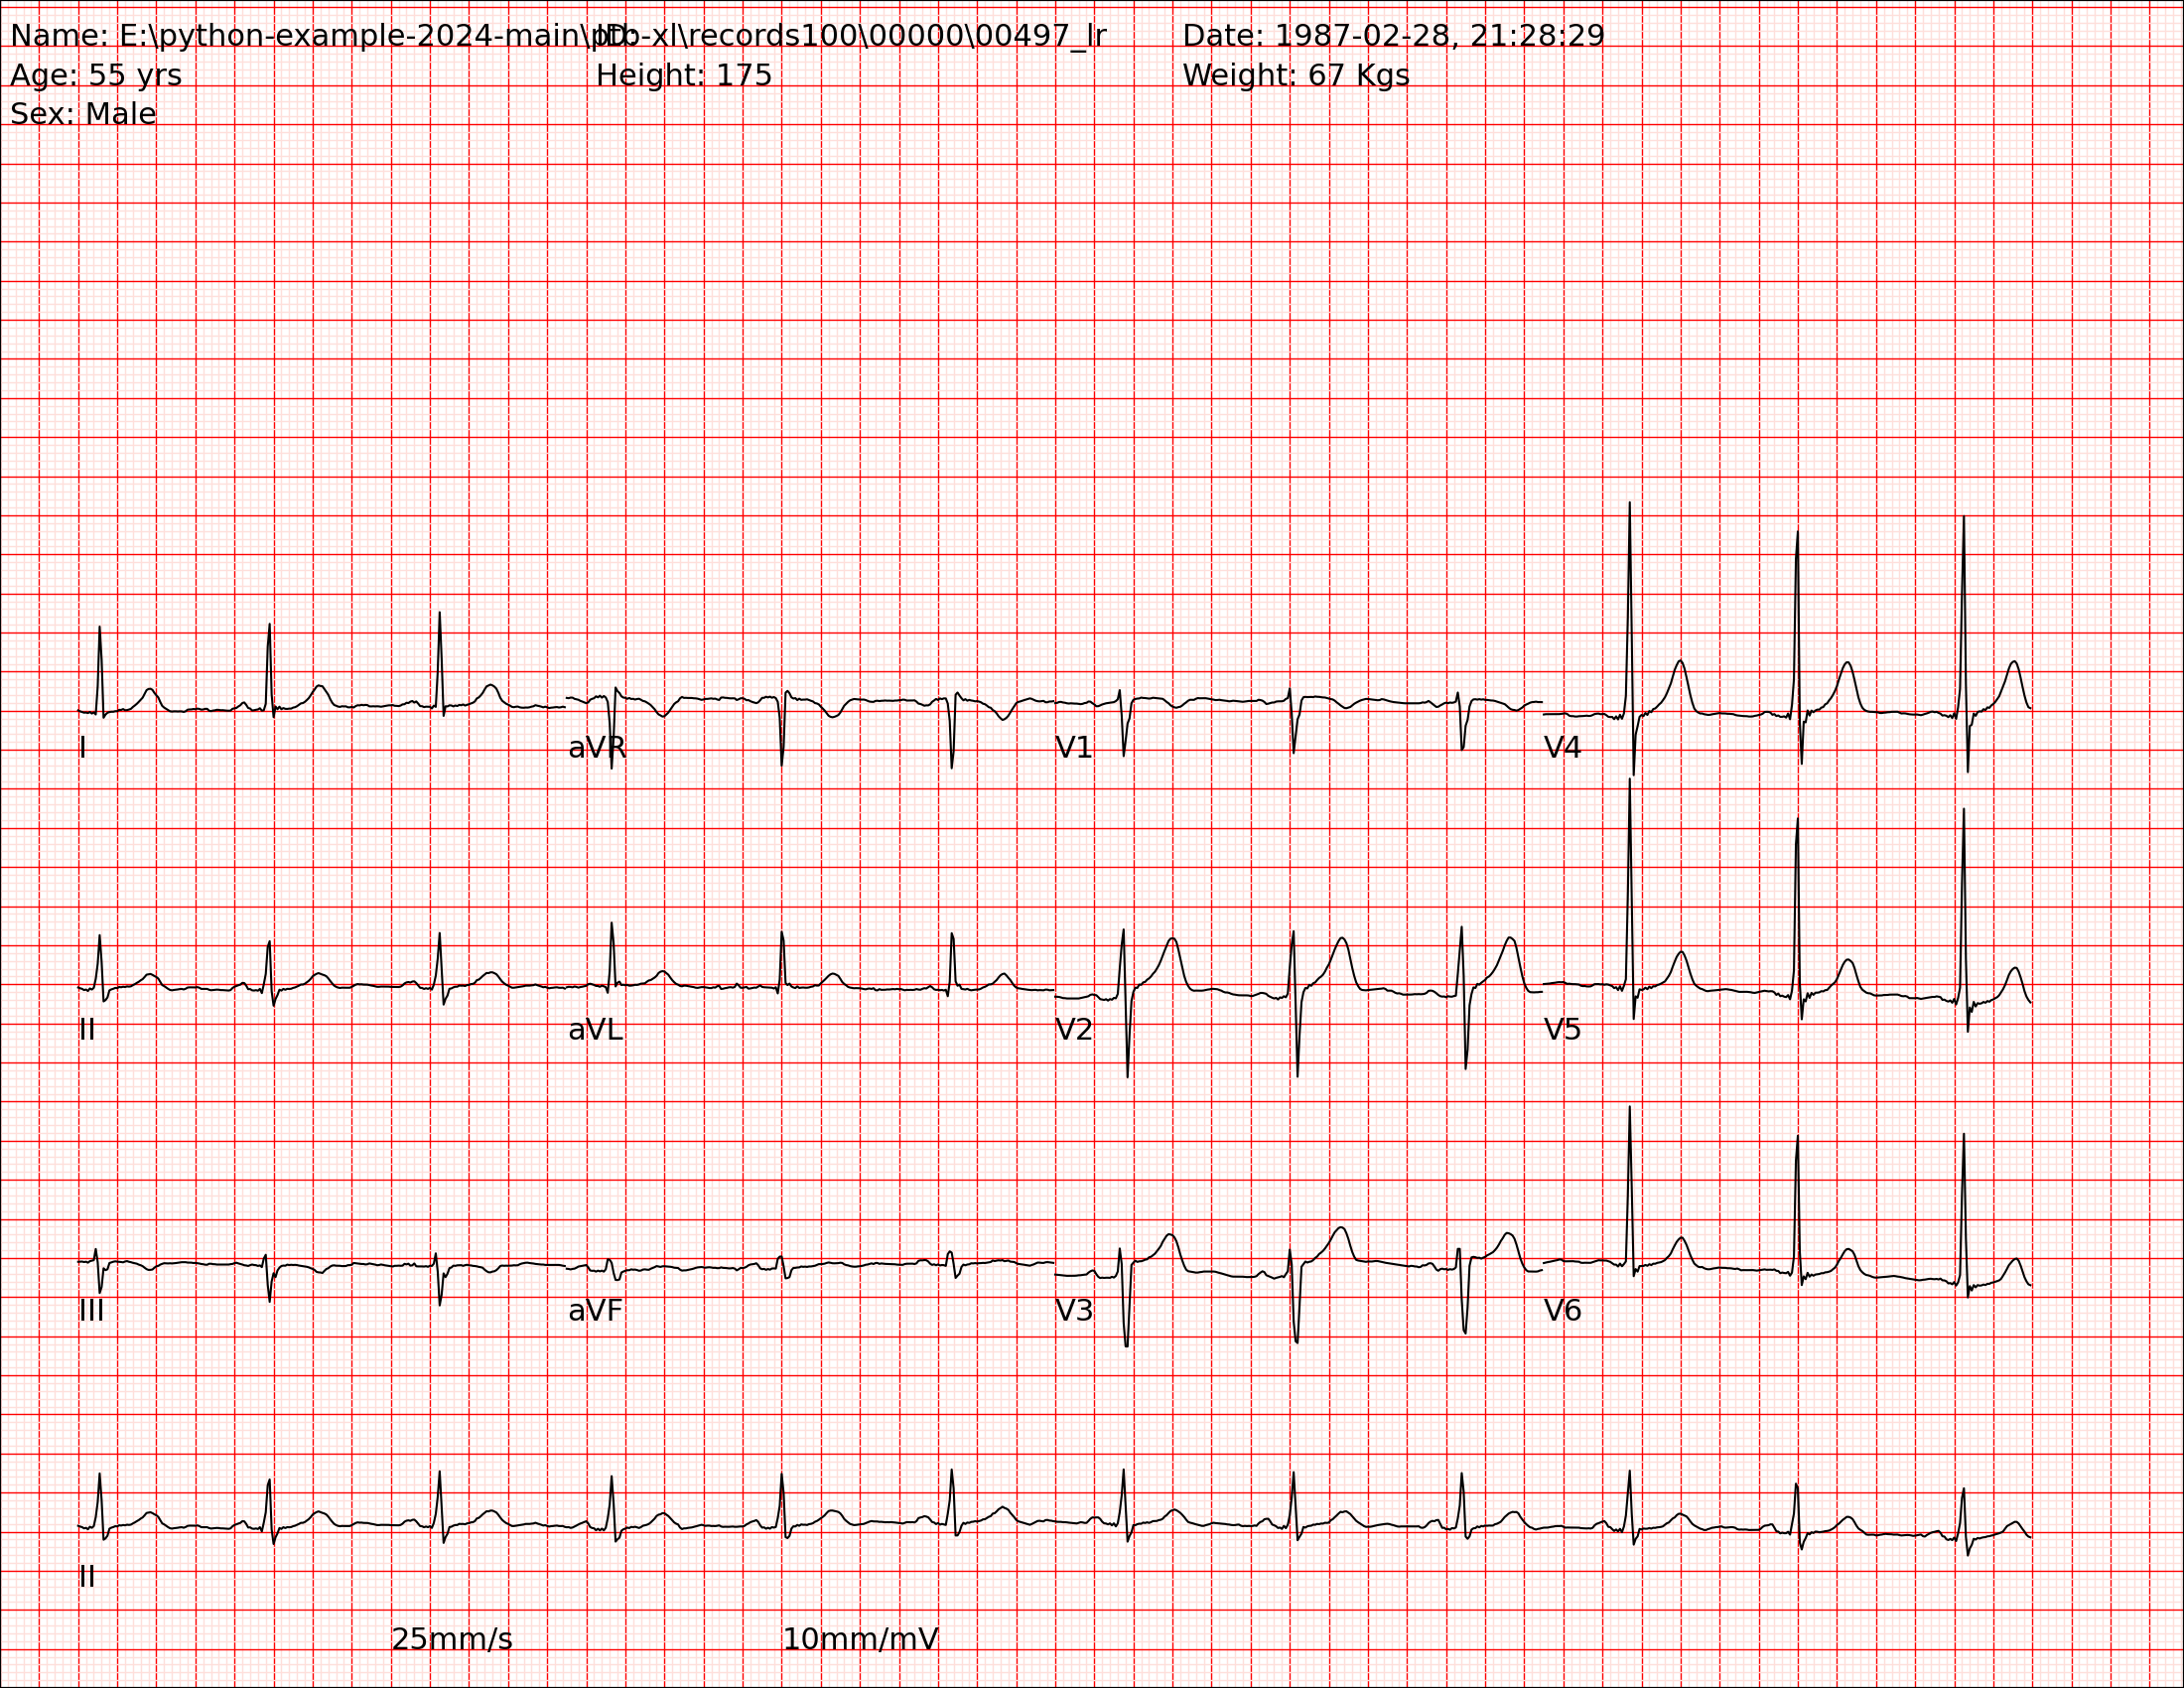 Name: E:\python-example-2024-main\ptb-xl\records100\00000\00497_lr ID: Date: 1987-02-28, 21:28:29
Age: 55 yrs Height: 175 Weight: 67 Kgs
Sex: Male
I aVR V1 V4
II aVL V2 V5
III aVF V3 V6
II
25mm/s 10mm/mV